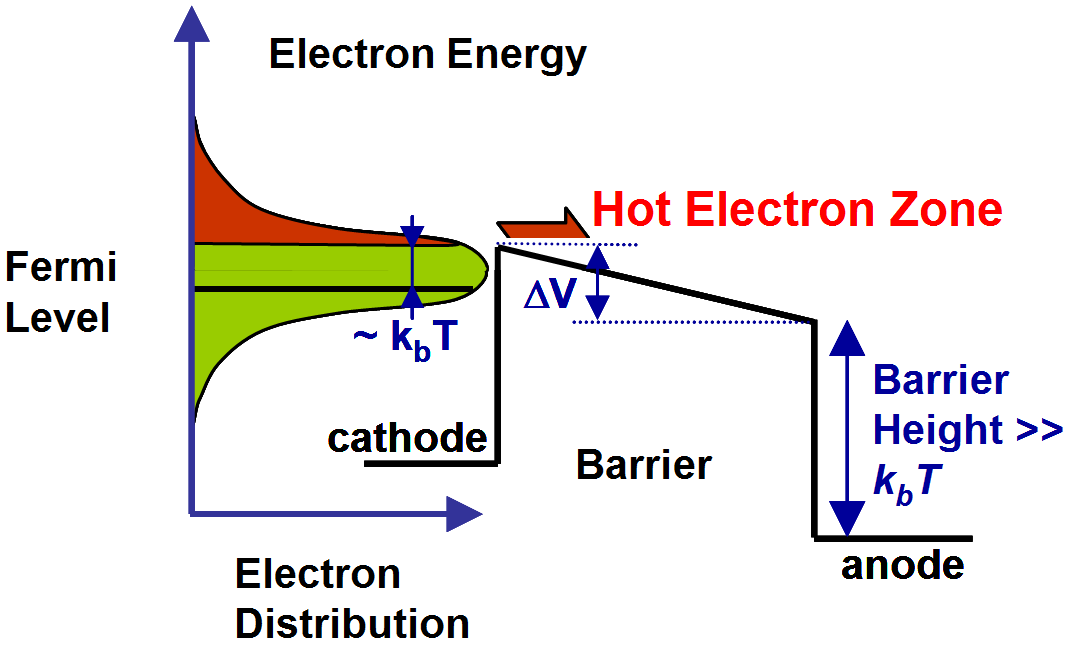 Electron Energy
Hot Electron Zone
Fermi
Level
ΔV
~ kbT
Barrier
Height >>
kbT
cathode
Barrier
anode
Electron
Distribution